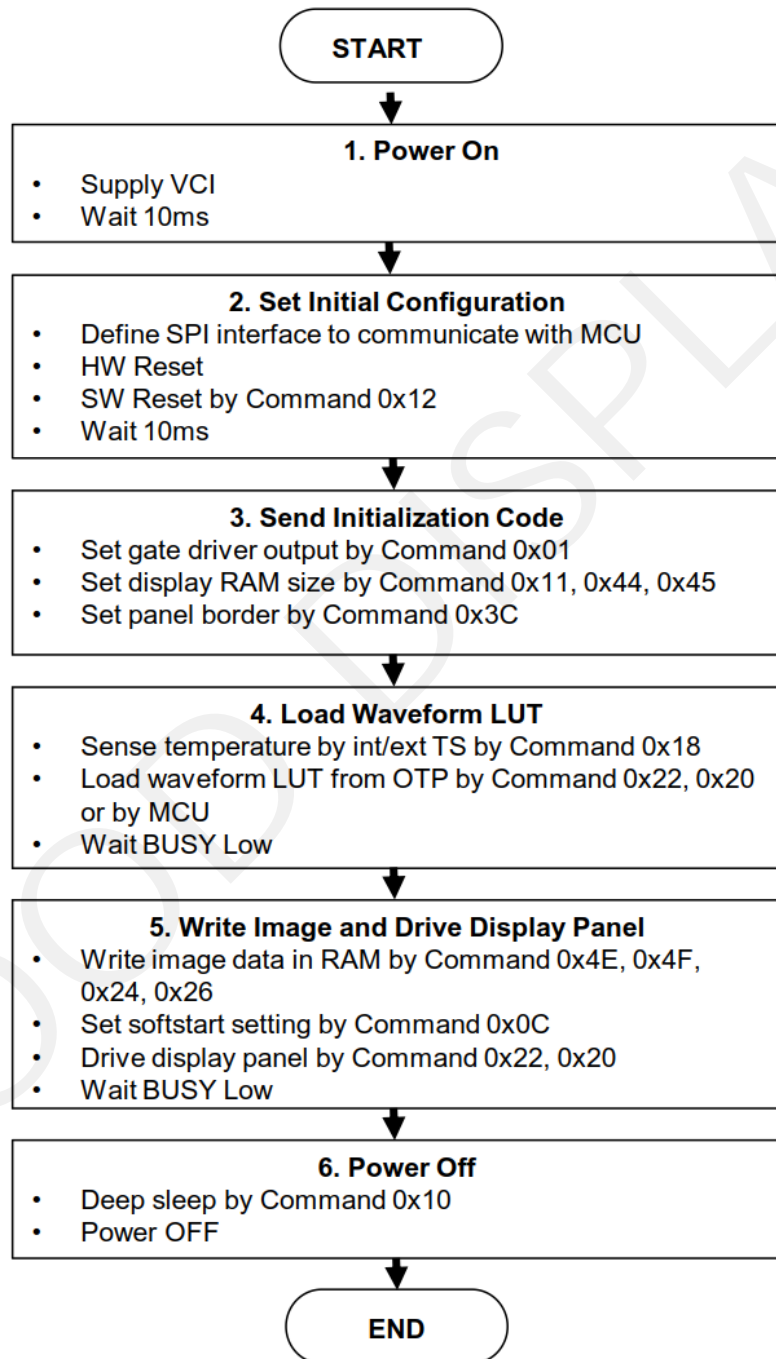 START
1. Power On
• Supply VCI
• Wait 10ms
2. Set Initial Configuration
• Define SPI interface to communicate with MCU
• HW Reset
• SW Reset by Command 0x12
• Wait 10ms
3. Send Initialization Code
• Set gate driver output by Command 0x01
• Set display RAM size by Command 0x11, 0x44, 0x45
• Set panel border by Command 0x3C
4. Load Waveform LUT
• Sense temperature by int/ext TS by Command 0x18
• Load waveform LUT from OTP by Command 0x22, 0x20
or by MCU
• Wait BUSY Low
5. Write Image and Drive Display Panel
• Write image data in RAM by Command 0x4E, 0x4F,
0x24, 0x26
• Set softstart setting by Command 0x0C
• Drive display panel by Command 0x22, 0x20
• Wait BUSY Low
6. Power Off
• Deep sleep by Command 0x10
• Power OFF
END